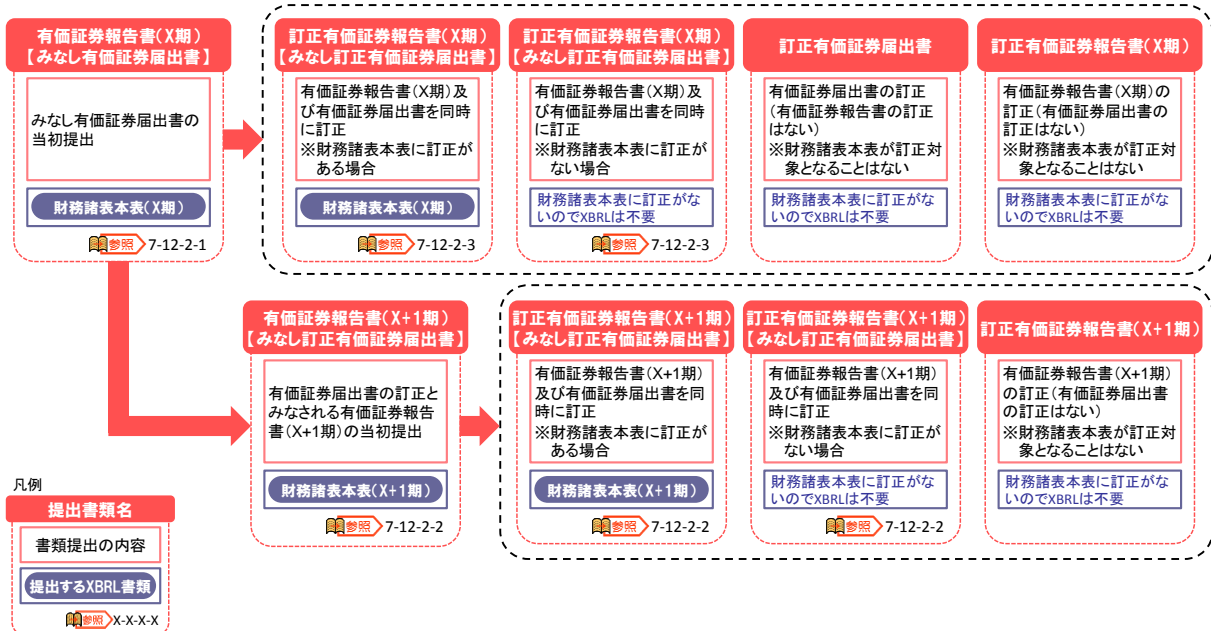 有価証券報告書(X期)
【みなし有価証券届出書】
みなし有価証券届出書の
当初提出
財務諸表本表(X期)
参照 7-12-2-1
訂正有価証券報告書(X期)
【みなし訂正有価証券届出書】
有価証券報告書(X期)及
び有価証券届出書を同時
に訂正
※財務諸表本表に訂正が
ある場合
財務諸表本表(X期)
参照 7-12-2-3
訂正有価証券報告書(X期)
【みなし訂正有価証券届出書】
有価証券報告書(X期)及
び有価証券届出書を同時
に訂正
※財務諸表本表に訂正が
ない場合
財務諸表本表に訂正がな
いのでXBRLは不要
参照 7-12-2-3
訂正有価証券届出書
有価証券届出書の訂正
(有価証券報告書の訂正
はない)
※財務諸表本表が訂正対
象となることはない
財務諸表本表に訂正がな
いのでXBRLは不要
訂正有価証券報告書(X期)
有価証券報告書(X期)の
訂正(有価証券届出書の
訂正はない)
※財務諸表本表が訂正対
象となることはない
財務諸表本表に訂正がな
いのでXBRLは不要
有価証券報告書(X+1期)
【みなし訂正有価証券届出書】
有価証券届出書の訂正と
みなされる有価証券報告
書(X+1期)の当初提出
財務諸表本表(X+1期)
参照 7-12-2-2
訂正有価証券報告書(X+1期)
【みなし訂正有価証券届出書】
有価証券報告書(X+1期)
及び有価証券届出書を同
時に訂正
※財務諸表本表に訂正が
ある場合
財務諸表本表(X+1期)
参照 7-12-2-2
訂正有価証券報告書(X+1期)
【みなし訂正有価証券届出書】
有価証券報告書(X+1期)
及び有価証券届出書を同
時に訂正
※財務諸表本表に訂正が
ない場合
財務諸表本表に訂正がな
いのでXBRLは不要
参照 7-12-2-2
訂正有価証券報告書(X+1期)
有価証券報告書(X+1期)
の訂正(有価証券届出書
の訂正はない)
※財務諸表本表が訂正対
象となることはない
財務諸表本表に訂正がな
いのでXBRLは不要
凡例
提出書類名
書類提出の内容
提出するXBRL書類
参照 X-X-X-X